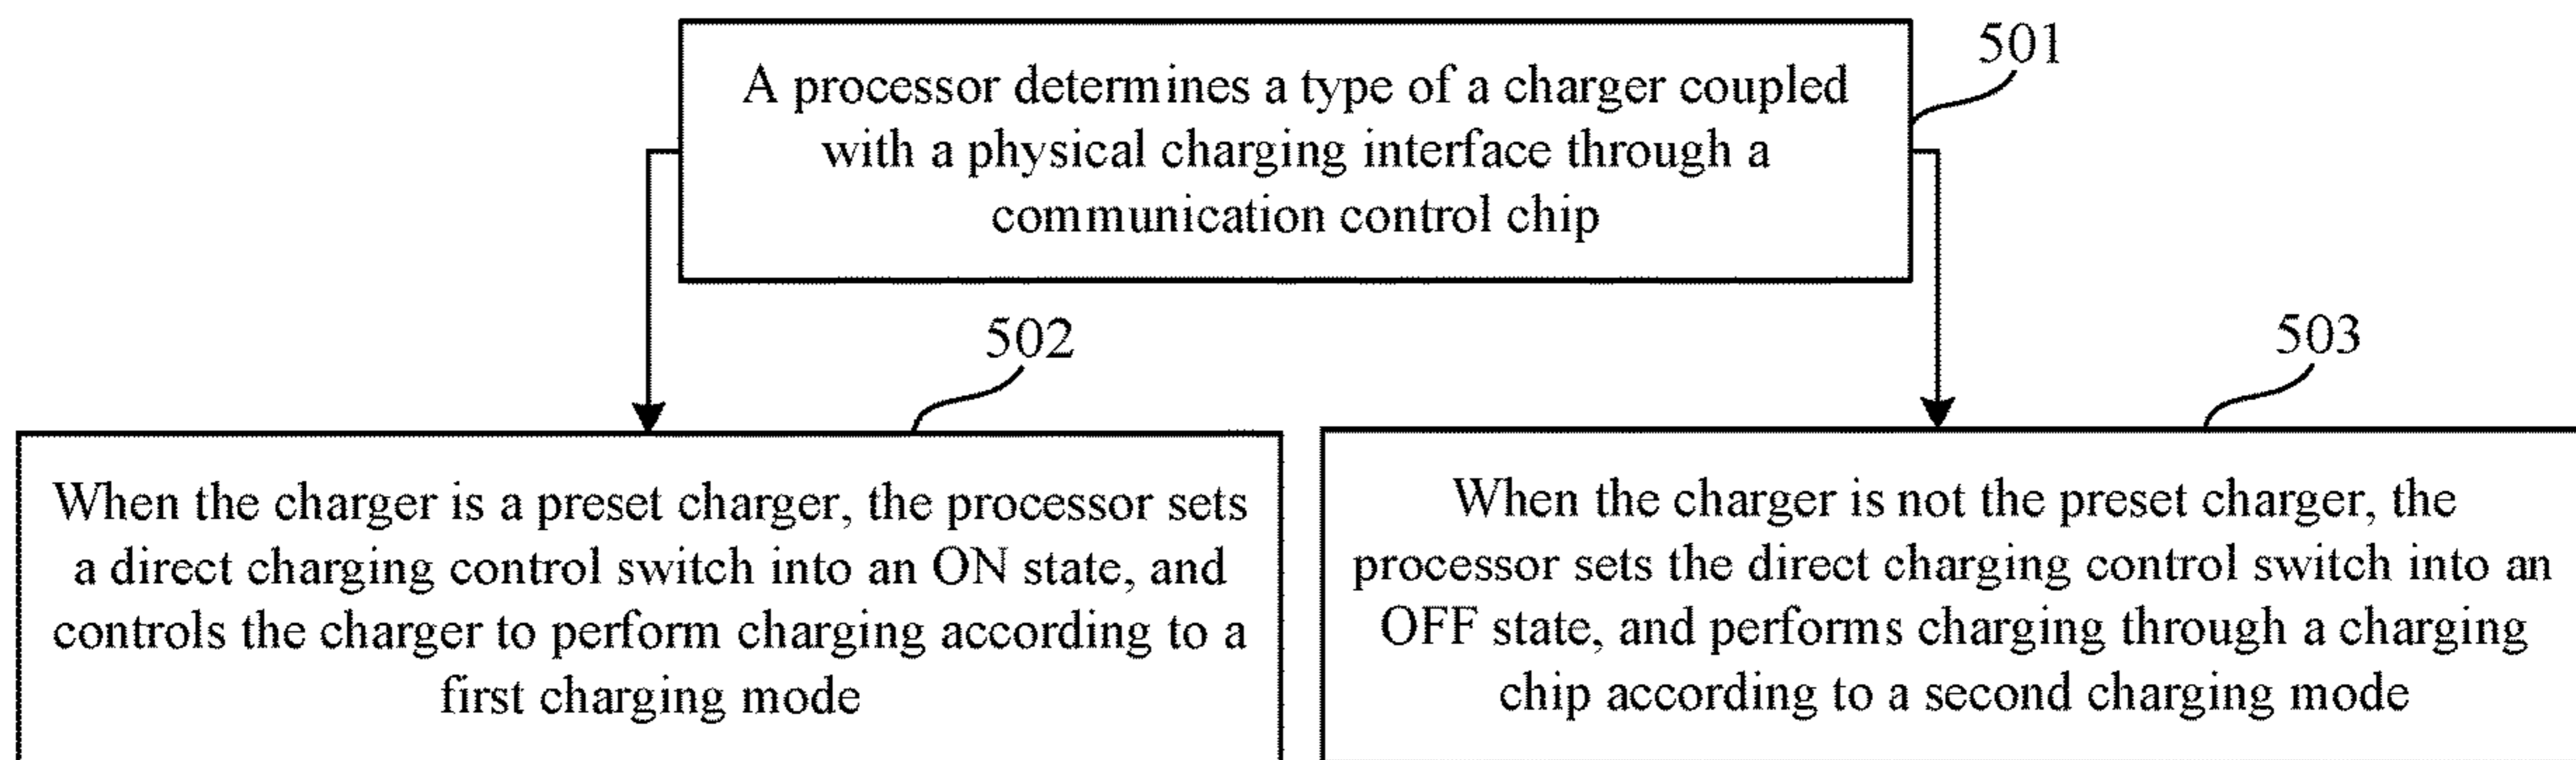 501
A processor determines a type of a charger coupled
with a physical charging interface through a
communication control chip
502
When the charger is a preset charger, the processor sets
a direct charging control switch into an ON state, and
controls the charger to perform charging according to a
first charging mode
503
When the charger is not the preset charger, the
processor sets the direct charging control switch into an
OFF state, and performs charging through a charging
chip according to a second charging mode